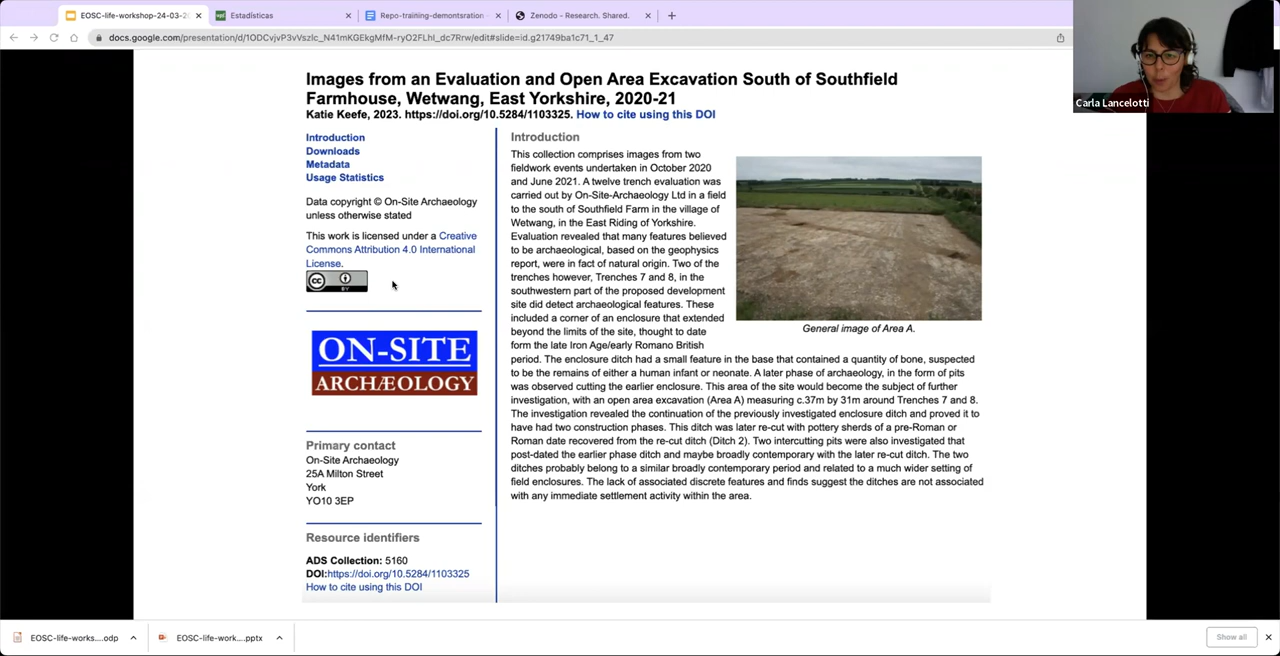 EOSC-life-workshop-24-03-2
Estadísticas
Repo-traiiting-demontsration
Zenodo - Research. Shared.
docs.google.com/presentation/d/1ODCvjvP3vVszlc_N41mKGEkgMfM-ryO2FLhl_dc7Rrw/edit#slide=id.g21749ba1c71_1_47
Carla Lancelotti
Images from an Evaluation and Open Area Excavation South of Southfield
Farmhouse, Wetwang, East Yorkshire, 2020-21
Katie Keefe, 2023. https://doi.org/10.5284/1103325. How to cite using this DOI
Introduction
Downloads
Metadata
Usage Statistics
Data copyright © On-Site Archaeology
unless otherwise stated
This work is licensed under a Creative
Commons Attribution 4.0 International
License.
CC BY
ON-SITE
ARCHÆOLOGY
Primary contact
On-Site Archaeology
25A Milton Street
York
YO10 3EP
Resource identifiers
ADS Collection: 5160
DOI:https://doi.org/10.5284/1103325
How to cite using this DOI
Introduction
This collection comprises images from two
fieldwork events undertaken in October 2020
and June 2021. A twelve trench evaluation was
carried out by On-Site-Archaeology Ltd in a field
to the south of Southfield Farm in the village of
Wetwang, in the East Riding of Yorkshire.
Evaluation revealed that many features believed
to be archaeological, based on the geophysics
report, were in fact of natural origin. Two of the
trenches however, Trenches 7 and 8, in the
southwestern part of the proposed development
site did detect archaeological features. These
included a corner of an enclosure that extended
beyond the limits of the site, thought to date
form the late Iron Age/early Romano British
period. The enclosure ditch had a small feature in the base that contained a quantity of bone, suspected
to be the remains of either a human infant or neonate. A later phase of archaeology, in the form of pits
was observed cutting the earlier enclosure. This area of the site would become the subject of further
investigation, with an open area excavation (Area A) measuring c.37m by 31m around Trenches 7 and 8.
The investigation revealed the continuation of the previously investigated enclosure ditch and proved it to
have had two construction phases. This ditch was later re-cut with pottery sherds of a pre-Roman or
Roman date recovered from the re-cut ditch (Ditch 2). Two intercutting pits were also investigated that
post-dated the earlier phase ditch and maybe broadly contemporary with the later re-cut ditch. The two
ditches probably belong to a similar broadly contemporary period and related to a much wider setting of
field enclosures. The lack of associated discrete features and finds suggest the ditches are not associated
with any immediate settlement activity within the area.
General image of Area A.
EOSC-life-works....odp
EOSC-life-work....pptx
Show all